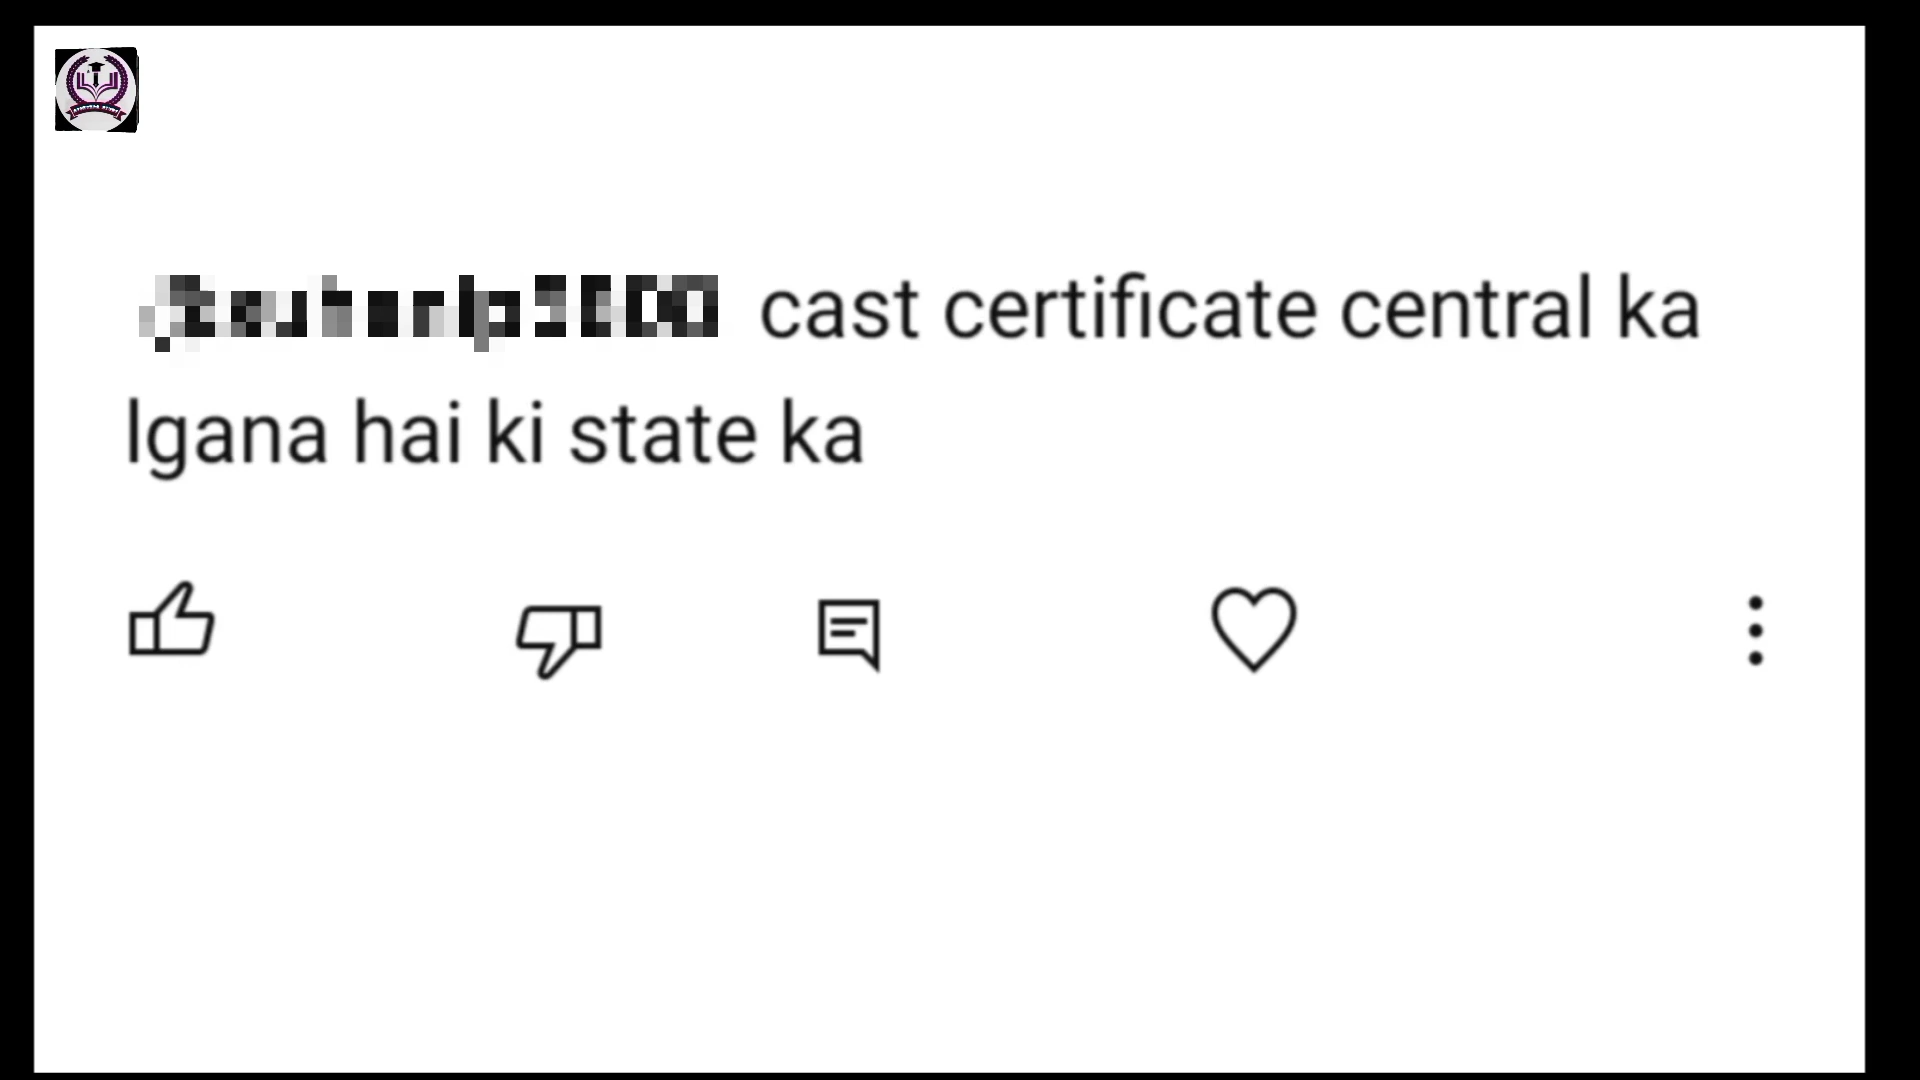 cast certificate central ka
lgana hai ki state ka